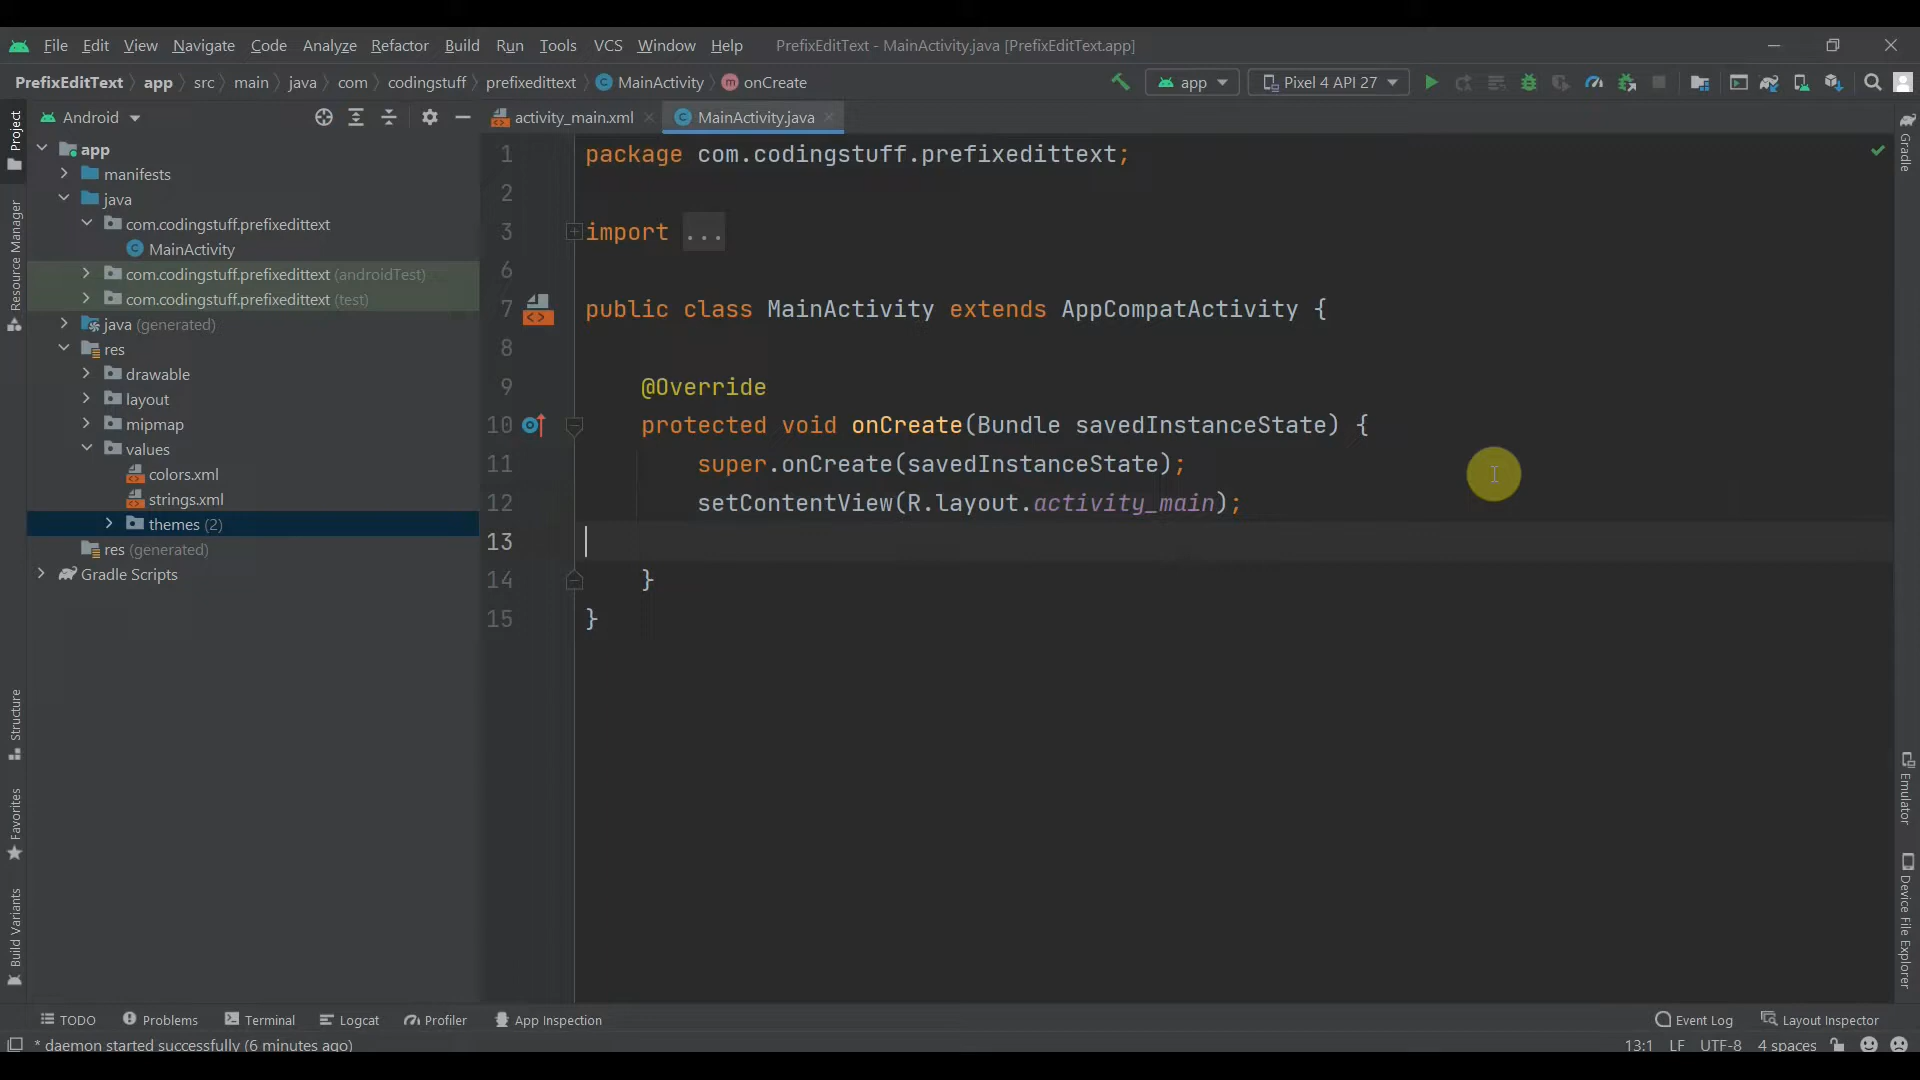 File Edit View Navigate Code Analyze Refactor Build Run Tools VCS Window Help PrefixEditText - MainActivity.java [PrefixEditText.app]
PrefixEditText app src main java com codingstuff prefixedittext MainActivity onCreate app Pixel 4 API 27
Android
activity_main.xml MainActivity.java
app
manifests
java
com.codingstuff.prefixedittext
MainActivity
com.codingstuff.prefixedittext (androidTest)
com.codingstuff.prefixedittext (test)
java (generated)
res
drawable
layout
mipmap
values
colors.xml
strings.xml
themes (2)
res (generated)
Gradle Scripts
1 package com.codingstuff.prefixedittext;
2
3 import ...
6
7 public class MainActivity extends AppCompatActivity {
8
9 @Override
10 protected void onCreate(Bundle savedInstanceState) {
11 super.onCreate(savedInstanceState);
12 setContentView(R.layout.activity_main);
13
14 }
15 }
Project
Resource Manager
Structure
Favorites
Build Variants
Gradle
Emulator
Device File Explorer
TODO Problems Terminal Logcat Profiler App Inspection Event Log Layout Inspector
* daemon started successfully (6 minutes ago) 13:1 LF UTF-8 4 spaces